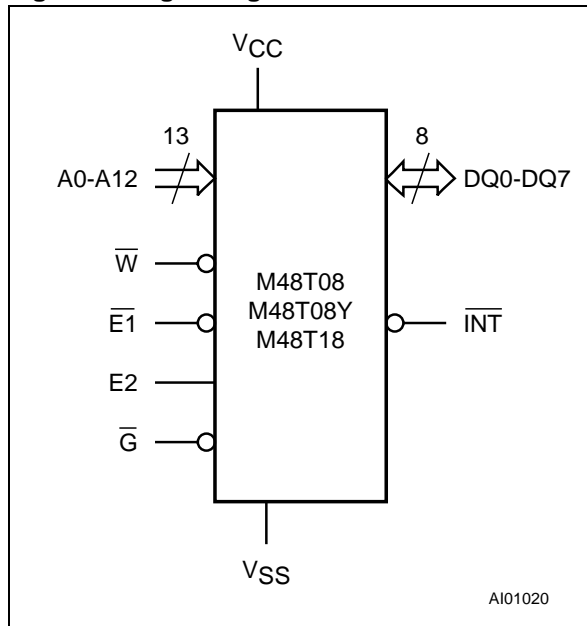 VCC
13
8
A0-A12
DQ0-DQ7
W
M48T08
M48T08Y
E1
M48T18
INT
E2
G
VSS
AI01020